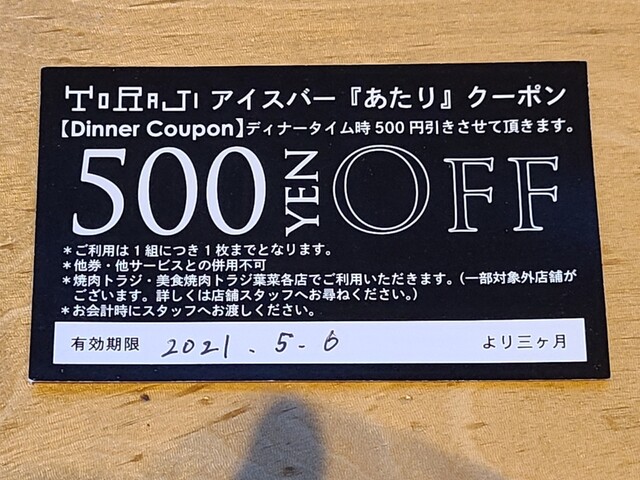 TORAJI アイスバー『あたり』クーポン
【Dinner Coupon】ディナータイム時500円引きさせて頂きます。
500 YEN OFF
＊ご利用は1組につき1枚までとなります。
＊他券・他サービスとの併用不可
＊焼肉トラジ・美食焼肉トラジ葉菜各店でご利用いただきます。（一部対象外店舗が
ございます。詳しくは店舗スタッフへお尋ねください。）
＊お会計時にスタッフへお渡しください。
有効期限 2021.5.6 より三ヶ月